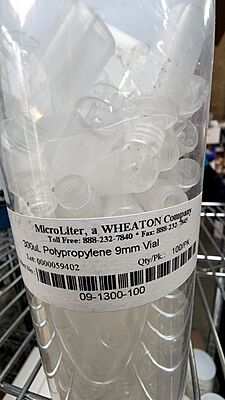 MicroLiter, a WHEATON Company
Toll Free: 888-232-7840 * Fax: 888-232-7845
300uL Polypropylene 9mm Vial
Lot: 0000059402
Qty/Pk.: 100/PK
No.:
09-1300-100